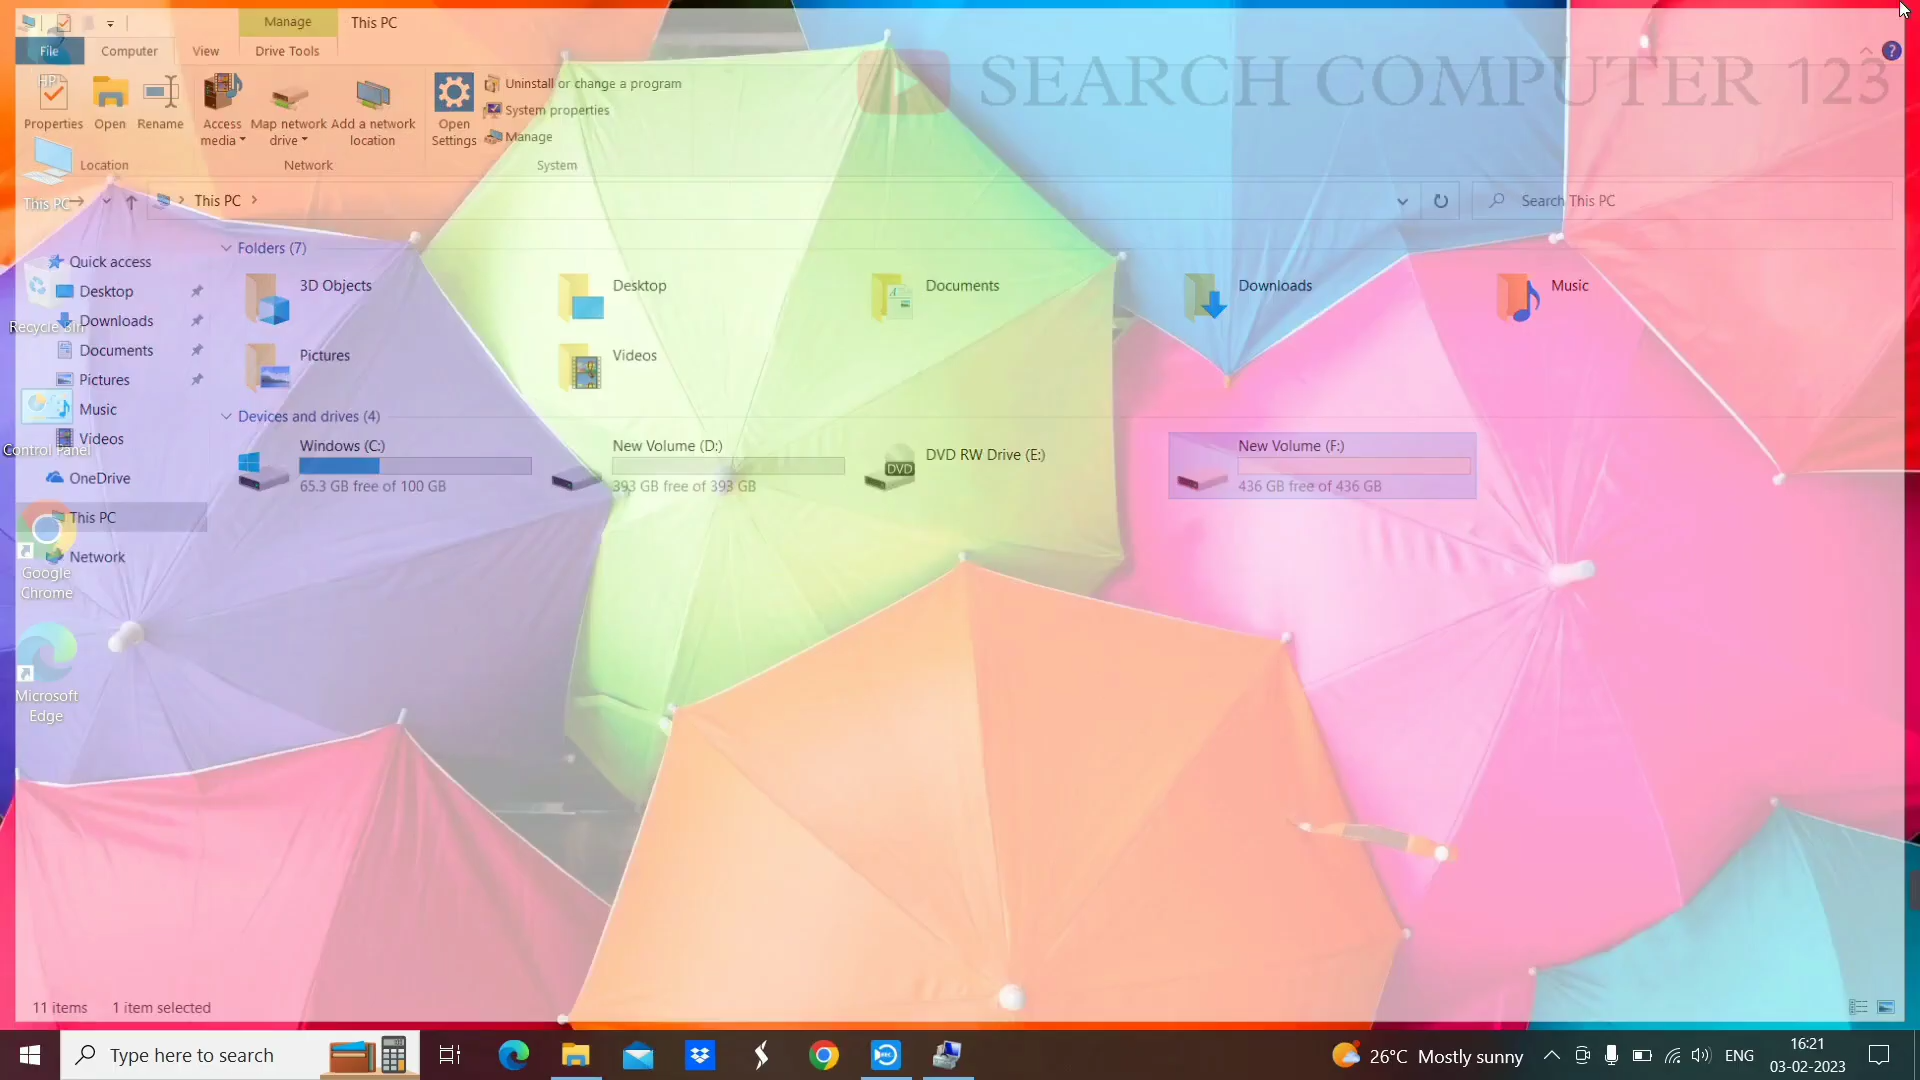 Manage
This PC
File
Computer
View
Drive Tools
SEARCH COMPUTER 123
HP
Properties
Open
Rename
Access media
Map network drive
Add a network location
Open Settings
Uninstall or change a program
System properties
Manage
Location
Network
System
This PC
This PC
Search This PC
Quick access
Desktop
Downloads
Documents
Pictures
Music
Videos
OneDrive
This PC
Network
Recycle Bin
Control Panel
Google
Chrome
Microsoft
Edge
Folders (7)
3D Objects
Desktop
Documents
Downloads
Music
Pictures
Videos
Devices and drives (4)
Windows (C:)
65.3 GB free of 100 GB
New Volume (D:)
393 GB free of 393 GB
DVD
DVD RW Drive (E:)
New Volume (F:)
436 GB free of 436 GB
11 items
1 item selected
Type here to search
26°C Mostly sunny
ENG
16:21
03-02-2023